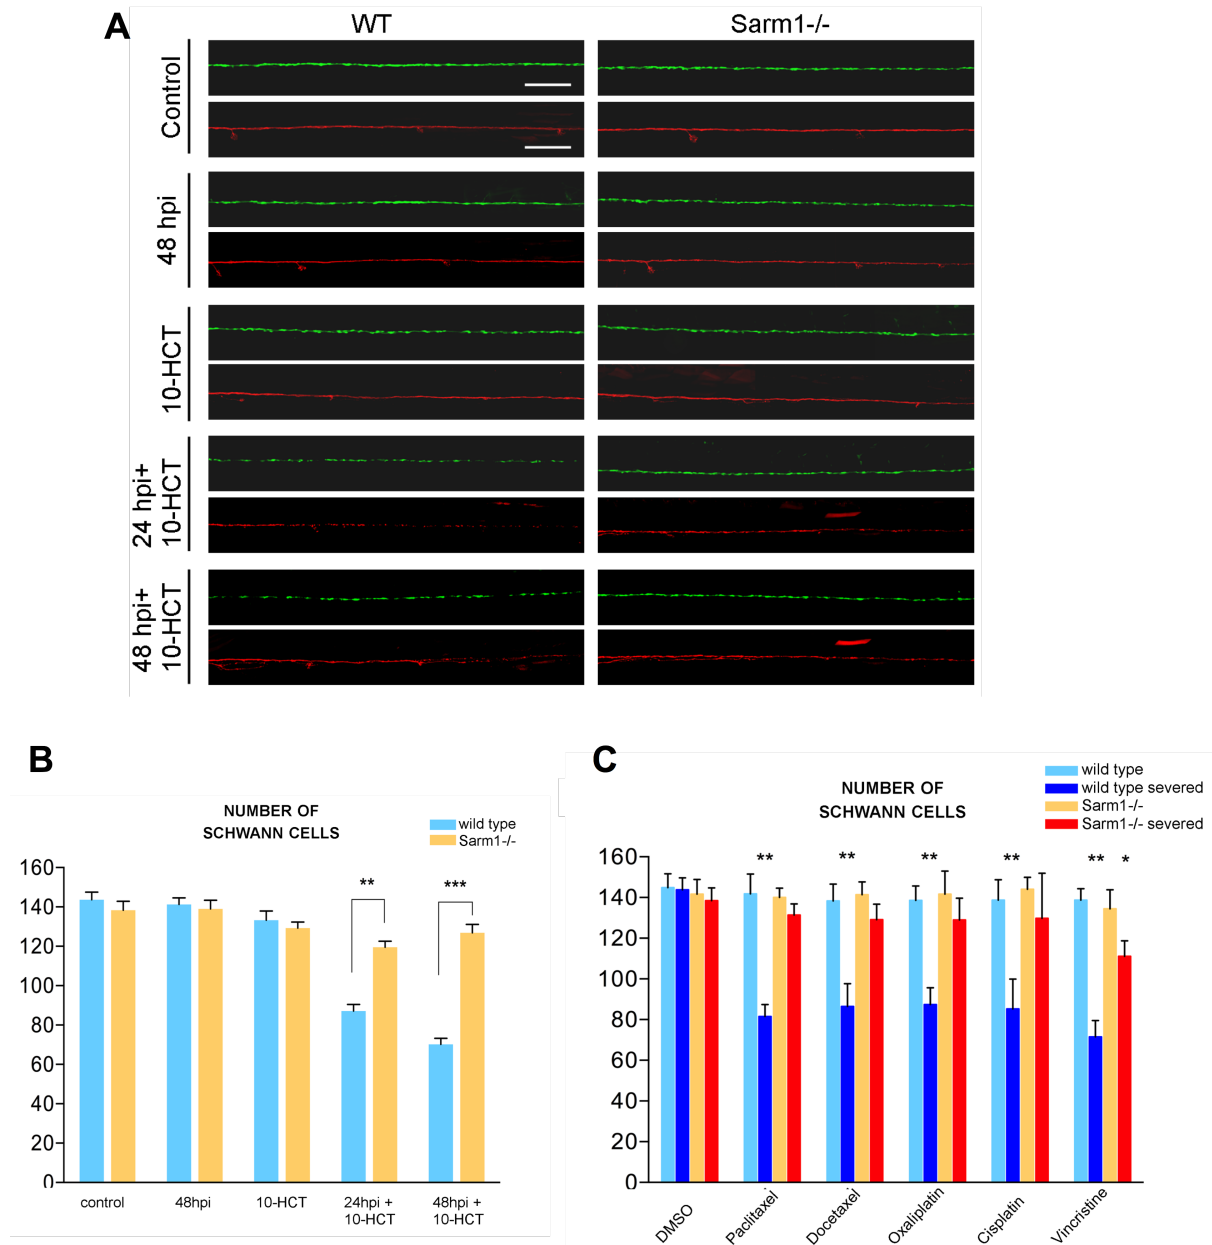 A
WT
Sarm1-/-
Control
48 hpi
10-HCT
24 hpi+
10-HCT
48 hpi+
10-HCT
B
NUMBER OF
SCHWANN CELLS
wild type
Sarm1-/-
160
140
120
100
80
60
40
20
0
**
***
control
48hpi
10-HCT
24hpi +
10-HCT
48hpi +
10-HCT
C
NUMBER OF
SCHWANN CELLS
wild type
wild type severed
Sarm1-/-
Sarm1-/- severed
160
140
120
100
80
60
40
20
0
**
**
**
**
**
*
DMSO
Paclitaxel
Docetaxel
Oxaliplatin
Cisplatin
Vincristine